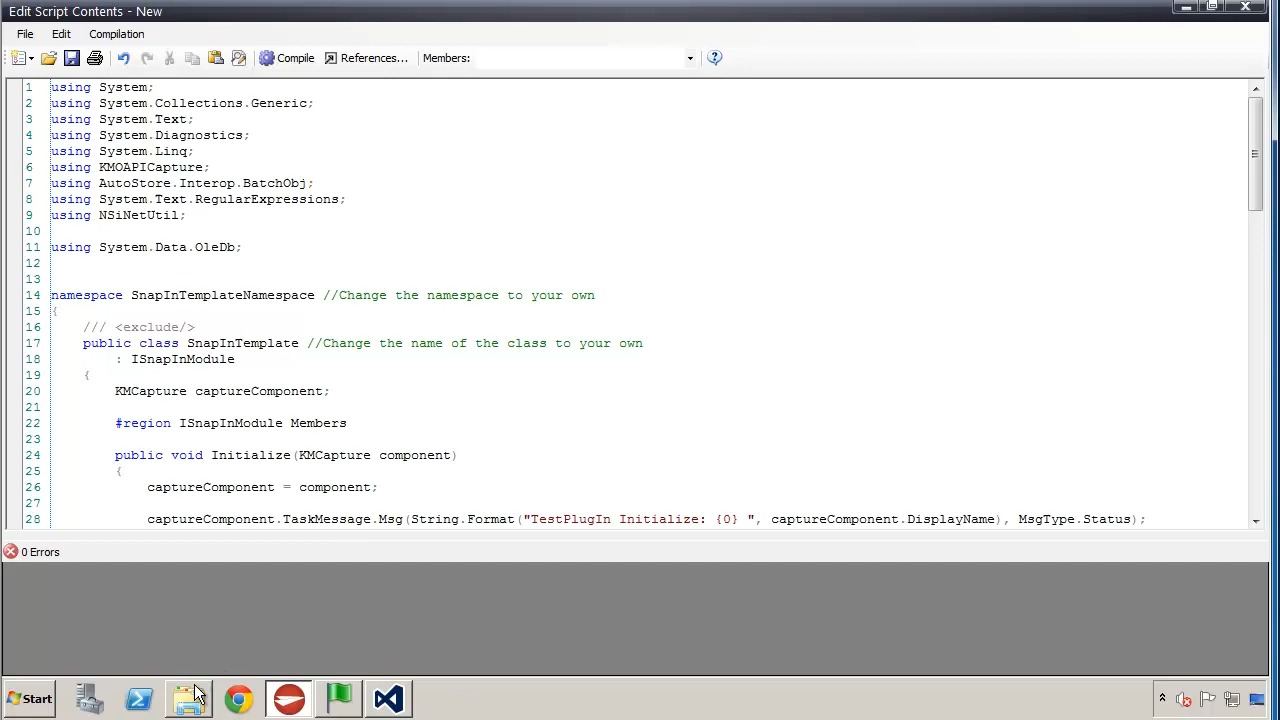 Edit Script Contents - New
File Edit Compilation
Compile References... Members:
1 using System;
2 using System.Collections.Generic;
3 using System.Text;
4 using System.Diagnostics;
5 using System.Linq;
6 using KMOAPICapture;
7 using AutoStore.Interop.BatchObj;
8 using System.Text.RegularExpressions;
9 using NSiNetUtil;
10
11 using System.Data.OleDb;
12
13
14 namespace SnapInTemplateNamespace //Change the namespace to your own
15 {
16 /// <exclude/>
17 public class SnapInTemplate //Change the name of the class to your own
18 : ISnapInModule
19 {
20 KMCapture captureComponent;
21
22 #region ISnapInModule Members
23
24 public void Initialize(KMCapture component)
25 {
26 captureComponent = component;
27
28 captureComponent.TaskMessage.Msg(String.Format("TestPlugIn Initialize: {0} ", captureComponent.DisplayName), MsgType.Status);
0 Errors
Start